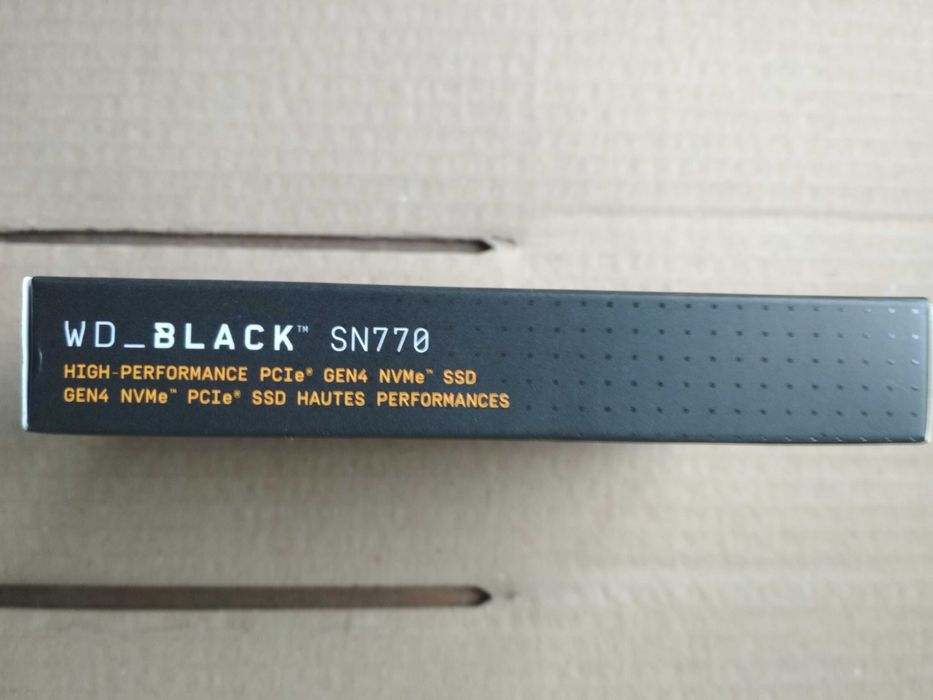 WD_BLACK™ SN770
HIGH-PERFORMANCE PCIe® GEN4 NVMe™ SSD
GEN4 NVMe™ PCIe® SSD HAUTES PERFORMANCES